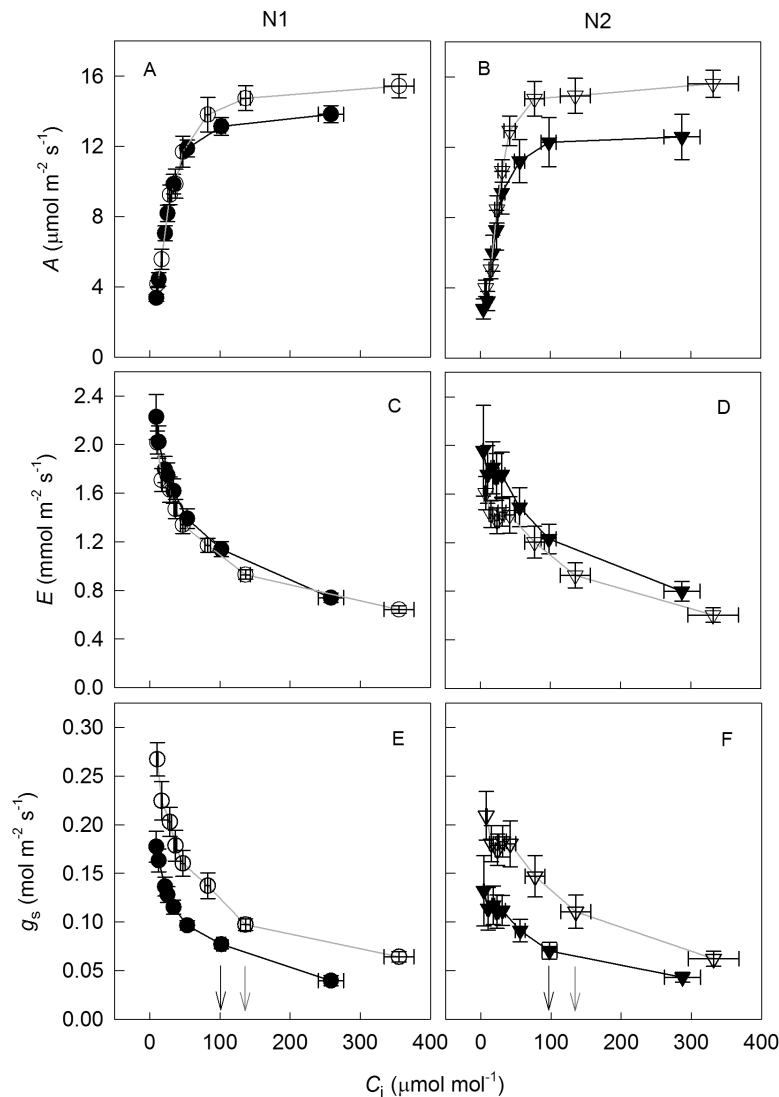 N1
N2
A
B
A (μmol m⁻² s⁻¹)
16
12
8
4
0
C
D
E (mmol m⁻² s⁻¹)
2.4
2.0
1.6
1.2
0.8
0.4
0.0
E
F
gₛ (mol m⁻² s⁻¹)
0.30
0.25
0.20
0.15
0.10
0.05
0.00
0 100 200 300 400
0 100 200 300 400
Cᵢ (μmol mol⁻¹)